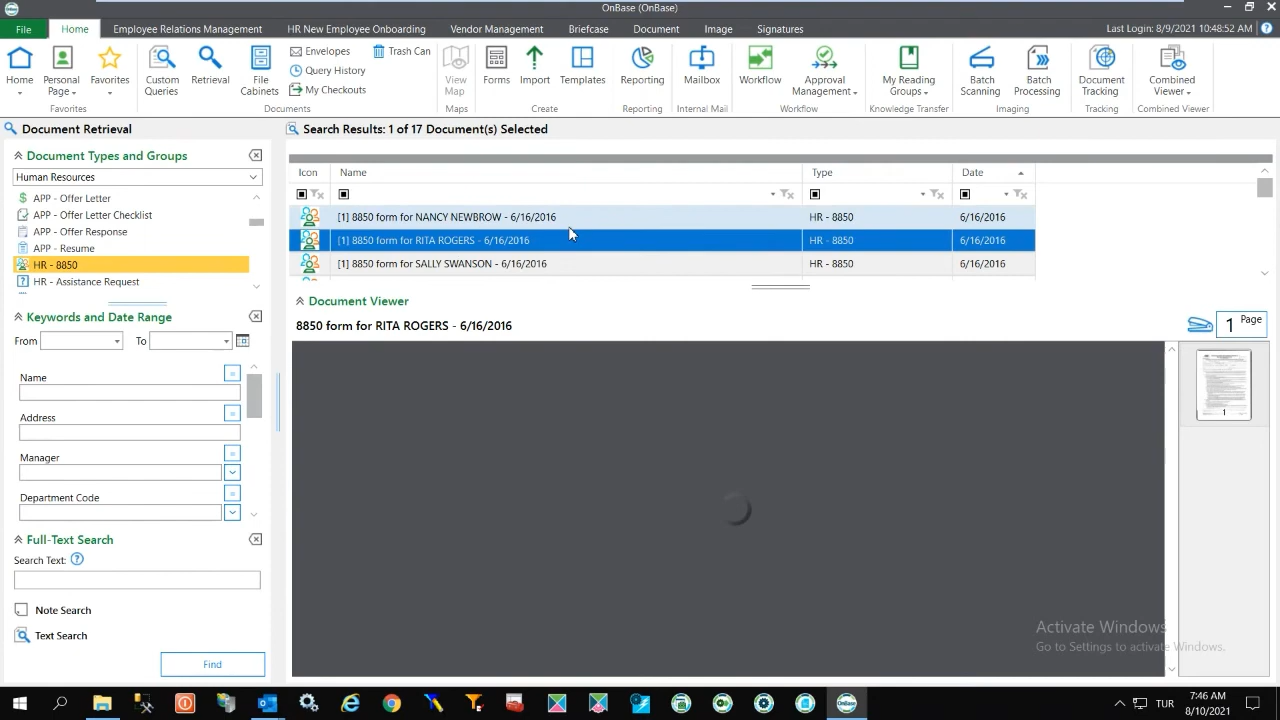 OnBase (OnBase)
File
Home
Employee Relations Management
HR New Employee Onboarding
Vendor Management
Briefcase
Document
Image
Signatures
Last Login: 8/9/2021 10:48:52 AM
Home
Personal Page
Favorites
Favorites
Custom Queries
Retrieval
File Cabinets
Envelopes
Query History
My Checkouts
Trash Can
Documents
View Map
Maps
Forms
Import
Templates
Create
Reporting
Reporting
Mailbox
Internal Mail
Workflow
Approval Management
Workflow
My Reading Groups
Knowledge Transfer
Batch Scanning
Batch Processing
Imaging
Document Tracking
Tracking
Combined Viewer
Combined Viewer
Document Retrieval
Document Types and Groups
Human Resources
APP - Offer Letter
APP - Offer Letter Checklist
APP - Offer Response
APP - Resume
HR - 8850
HR - Assistance Request
Keywords and Date Range
From
To
Name
Address
Manager
Department Code
Full-Text Search
Search Text:
Note Search
Text Search
Find
Search Results: 1 of 17 Document(s) Selected
Icon Name Type Date
[1] 8850 form for NANCY NEWBROW - 6/16/2016 HR - 8850 6/16/2016
[1] 8850 form for RITA ROGERS - 6/16/2016 HR - 8850 6/16/2016
[1] 8850 form for SALLY SWANSON - 6/16/2016 HR - 8850 6/16/2016
Document Viewer
8850 form for RITA ROGERS - 6/16/2016
1 Page
1
Activate Windows
Go to Settings to activate Windows.
TUR
7:46 AM
8/10/2021